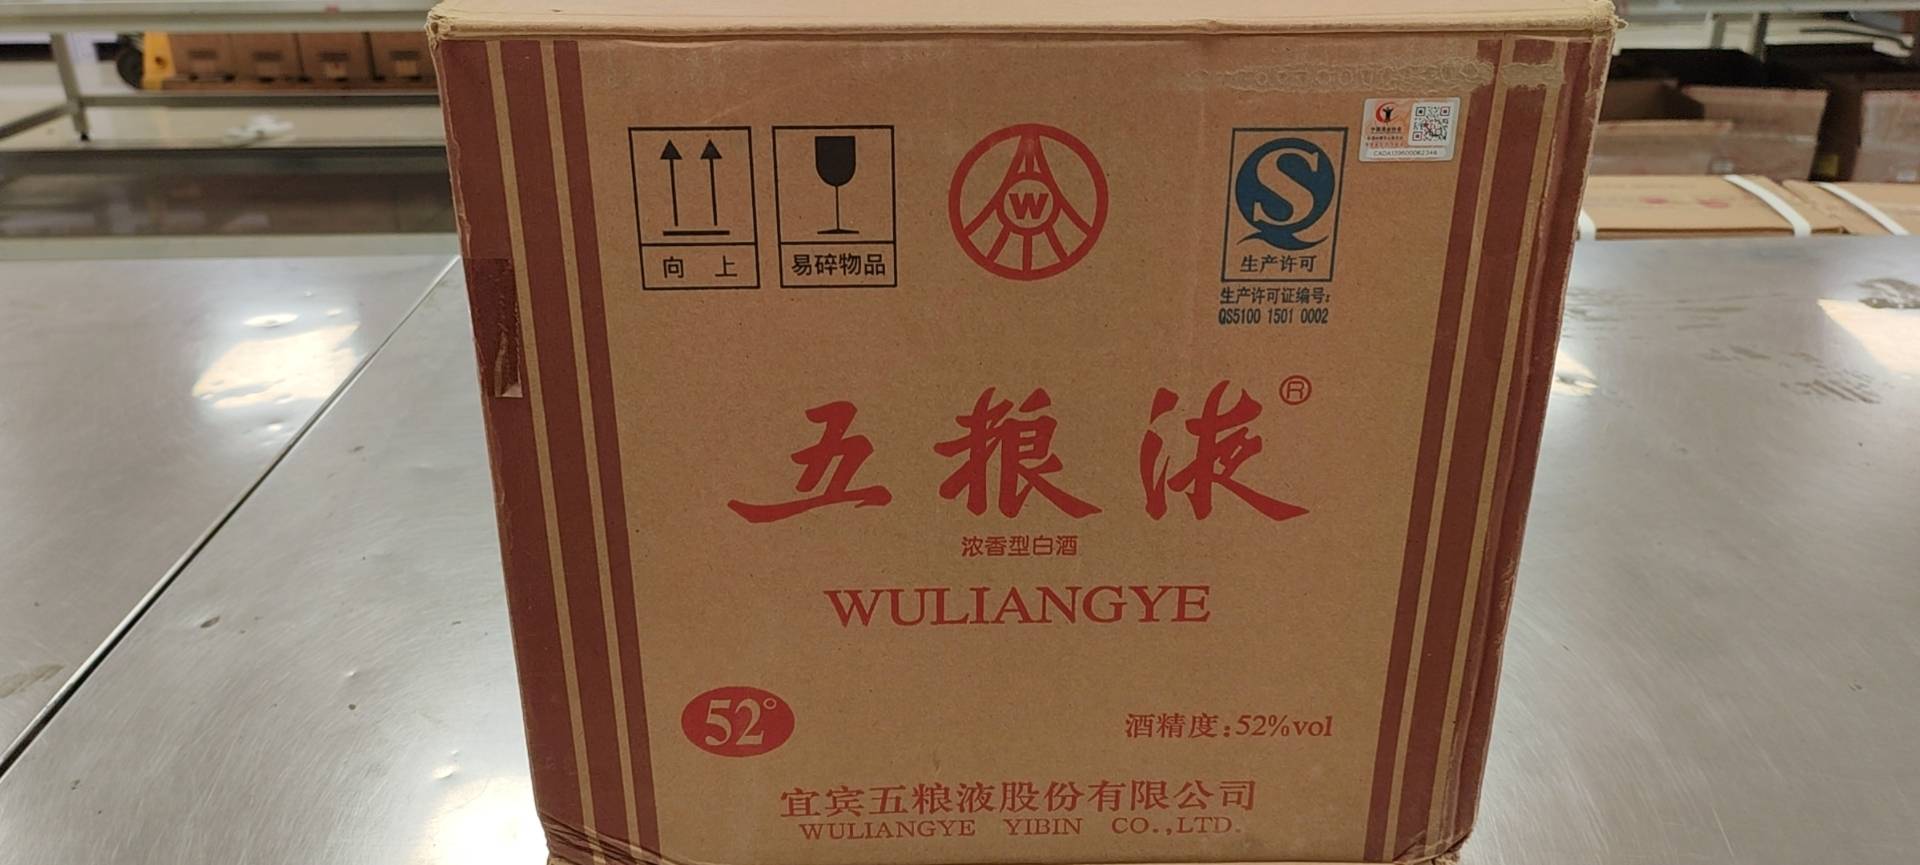 向 上
易碎物品
W
生产许可
生产许可证编号:
QS5100 1501 0002
五粮液®
浓香型白酒
WULIANGYE
52°
酒精度:52%vol
宜宾五粮液股份有限公司
WULIANGYE YIBIN CO.,LTD.